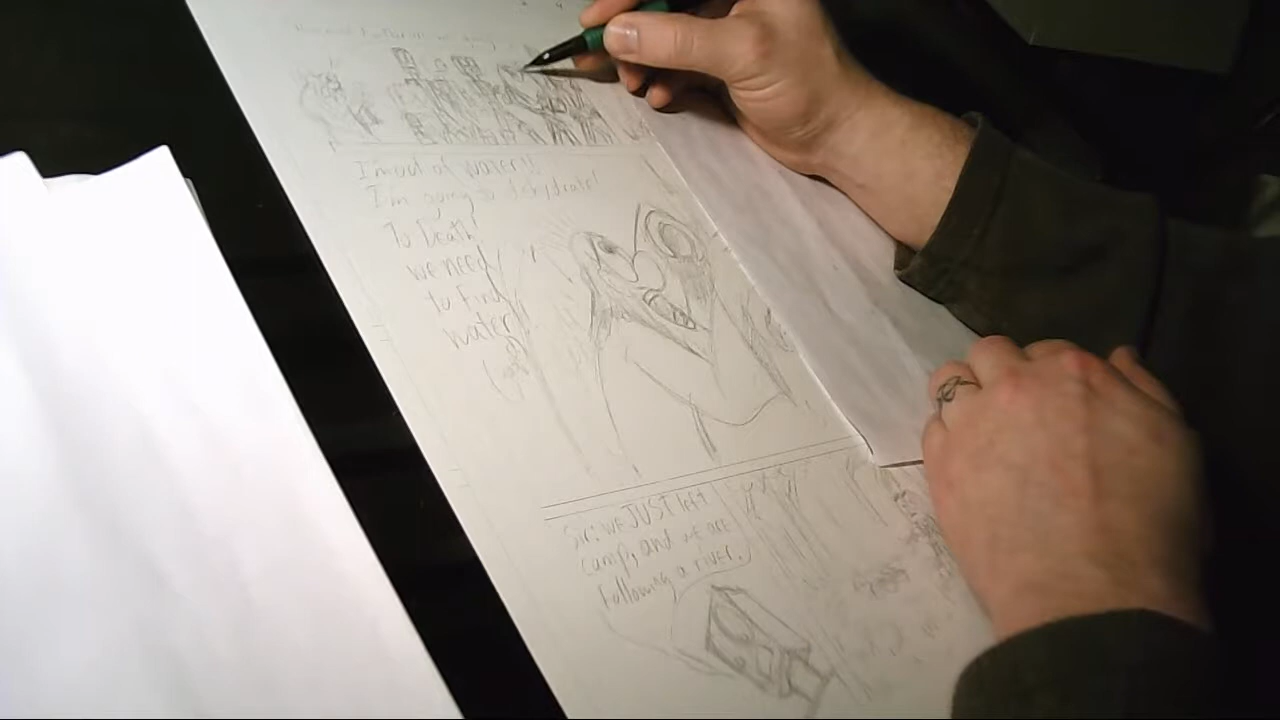 I'm out of water!!
I'm going to dehydrate!
To Death!
we need
to find
water!
Sir! we JUST left
camp, and we are
following a river.